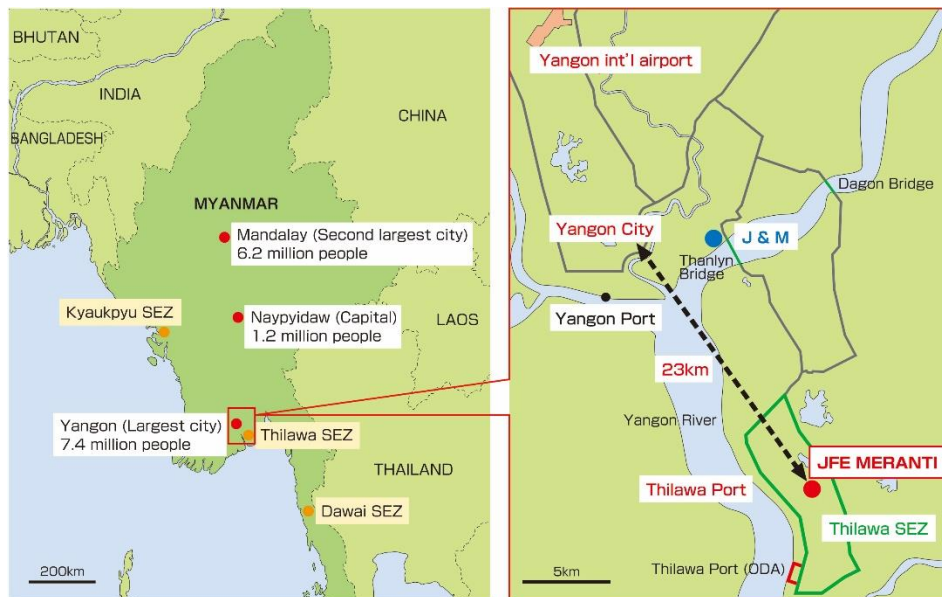 BHUTAN
INDIA
BANGLADESH
CHINA
MYANMAR
Mandalay (Second largest city)
6.2 million people
Kyaukpyu SEZ
Naypyidaw (Capital)
1.2 million people
LAOS
Yangon (Largest city)
7.4 million people
Thilawa SEZ
THAILAND
Dawai SEZ
200km
Yangon int'l airport
Dagon Bridge
Yangon City
J & M
Thanlyn
Bridge
Yangon Port
23km
Yangon River
JFE MERANTI
Thilawa Port
Thilawa SEZ
Thilawa Port (ODA)
5km